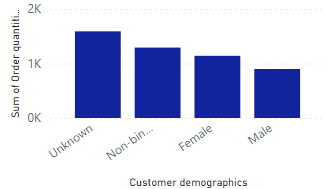 2K
1K
0K
Sum of Order quantiti...
Unknown
Non-bin...
Female
Male
Customer demographics